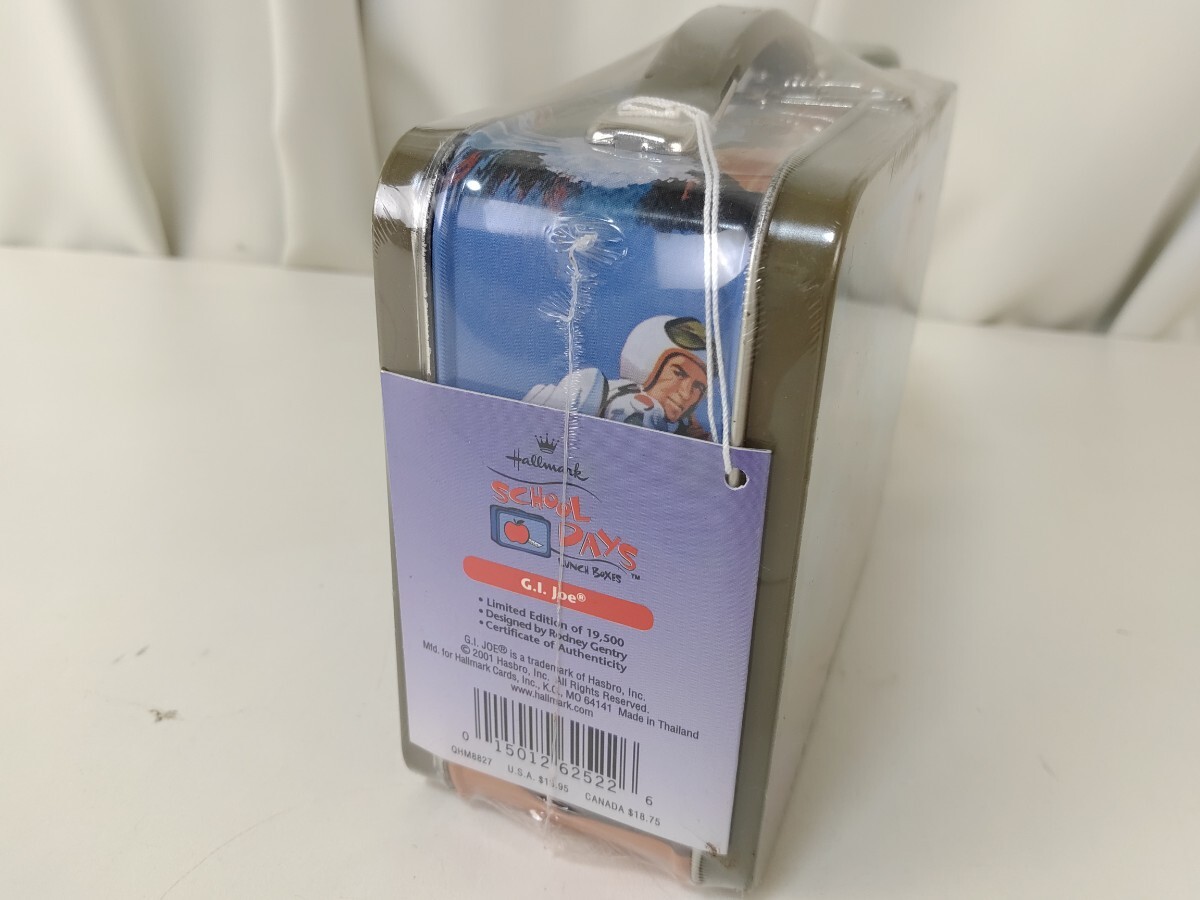 Hallmark
SCHOOL
DAYS
LUNCH BOXES ™
G.I. Joe®
• Limited Edition of 19,500
• Designed by Rodney Gentry
• Certificate of Authenticity
G.I. JOE® is a trademark of Hasbro, Inc.
© 2001 Hasbro, Inc. All Rights Reserved.
Mfd. for Hallmark Cards, Inc., K.C., MO 64141 Made in Thailand
www.hallmark.com
0 15012 62522 6
QHM8827 U.S.A. CANADA $18.75